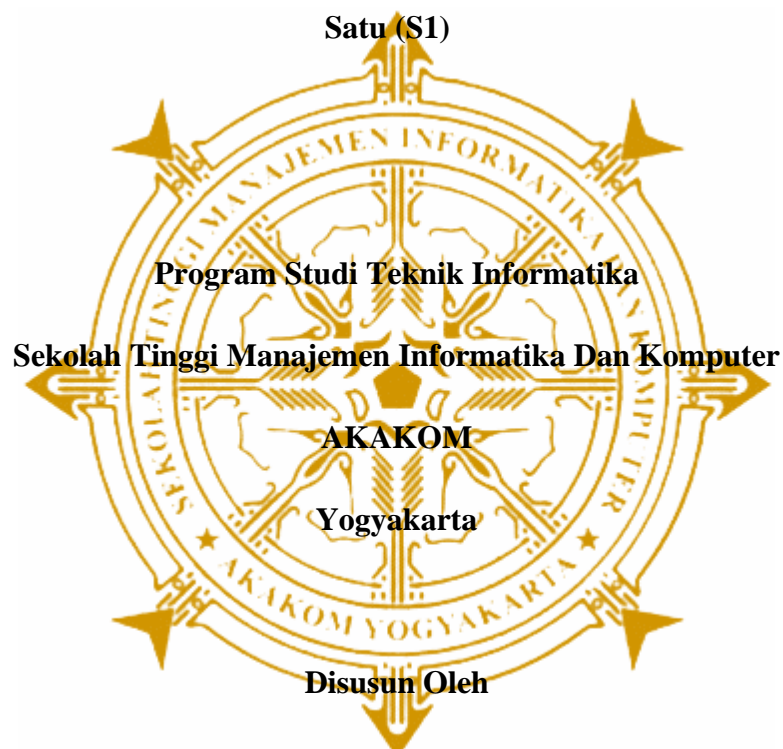 Satu (S1)
Program Studi Teknik Informatika
Sekolah Tinggi Manajemen Informatika Dan Komputer
AKAKOM
Yogyakarta
Disusun Oleh
SEKOLAH TINGGI MANAJEMEN INFORMATIKA DAN KOMPUTER
★ AKAKOM YOGYAKARTA ★